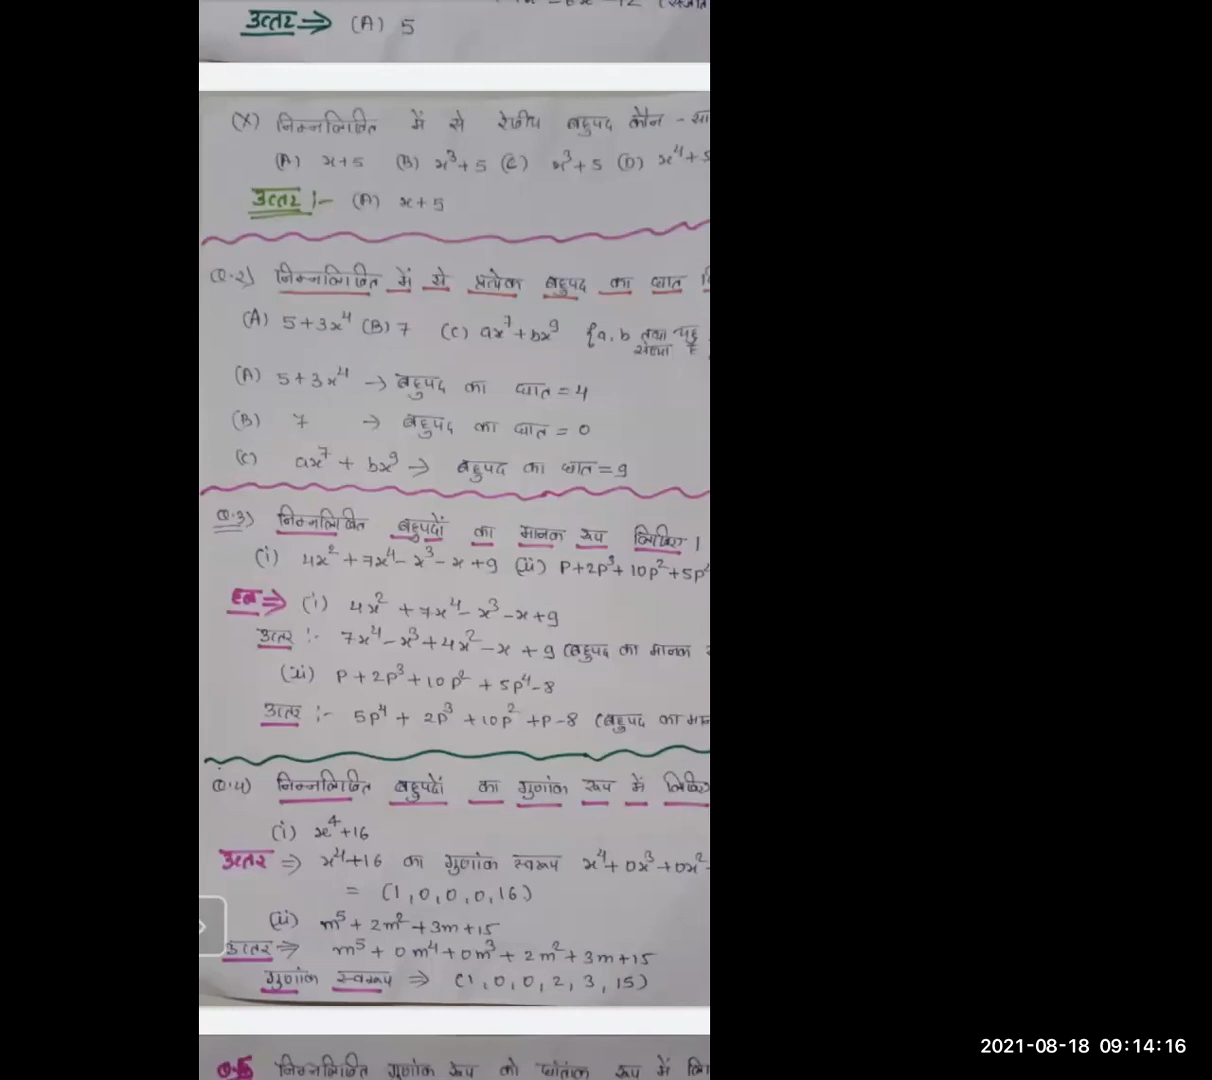 उत्तर ⇒ (A) 5
(X) निम्नलिखित में से रेखीय बहुपद कौन - सा
(A) x+5 (B) x³+5 (C) x³+5 (D) x⁴+5
उत्तर :- (A) x+5
Q.2) निम्नलिखित में से प्रत्येक बहुपद का घात
(A) 5+3x⁴ (B) 7 (C) ax⁷+bx⁹ {a,b तथा यह
संख्या है
(A) 5+3x⁴ → बहुपद का घात = 4
(B) 7 → बहुपद का घात = 0
(C) ax⁷ + bx⁹ → बहुपद का घात = 9
Q.3) निम्नलिखित बहुपदों का मानक रूप लिखिए।
(i) 4x²+7x⁴-x³-x+9 (ii) P+2p³+10p²+5p⁴
हल ⇒ (i) 4x²+7x⁴-x³-x+9
उत्तर :- 7x⁴-x³+4x²-x+9 (बहुपद का मानक
(ii) P+2p³+10p²+5p⁴-8
उत्तर :- 5p⁴+2p³+10p²+p-8 (बहुपद का मान
Q.4) निम्नलिखित बहुपदों का गुणांक रूप में लिखिए
(i) x⁴+16
उत्तर ⇒ x⁴+16 का गुणांक स्वरूप x⁴+0x³+0x²
= (1,0,0,0,16)
(ii) m⁵+2m²+3m+15
उत्तर ⇒ m⁵+0m⁴+0m³+2m²+3m+15
गुणांक स्वरूप ⇒ (1,0,0,2,3,15)
Q.5 निम्नलिखित गुणांक रूप को घातांक रूप में
2021-08-18 09:14:16